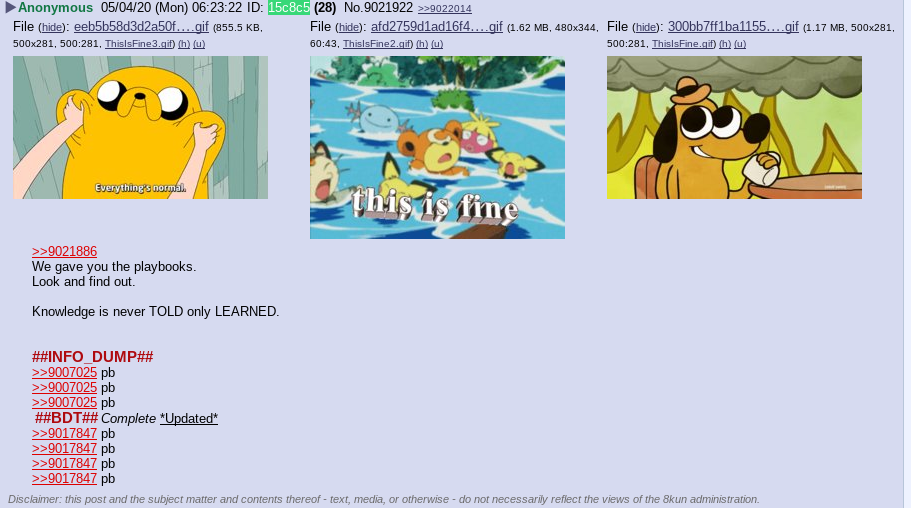 Anonymous 05/04/20 (Mon) 06:23:22 ID: 15c8c5 (28) No.9021922 >>9022014
File (hide): eeb5b58d3d2a50f….gif (855.5 KB, 500x281, 500:281, ThisIsFine3.gif) (h) (u)
File (hide): afd2759d1ad16f4….gif (1.62 MB, 480x344, 60:43, ThisIsFine2.gif) (h) (u)
File (hide): 300bb7ff1ba1155….gif (1.17 MB, 500x281, 500:281, ThisIsFine.gif) (h) (u)
Everything's normal.
this is fine
>>9021886
We gave you the playbooks.
Look and find out.
Knowledge is never TOLD only LEARNED.
##INFO_DUMP##
>>9007025 pb
>>9007025 pb
>>9007025 pb
##BDT## Complete *Updated*
>>9017847 pb
>>9017847 pb
>>9017847 pb
>>9017847 pb
Disclaimer: this post and the subject matter and contents thereof - text, media, or otherwise - do not necessarily reflect the views of the 8kun administration.